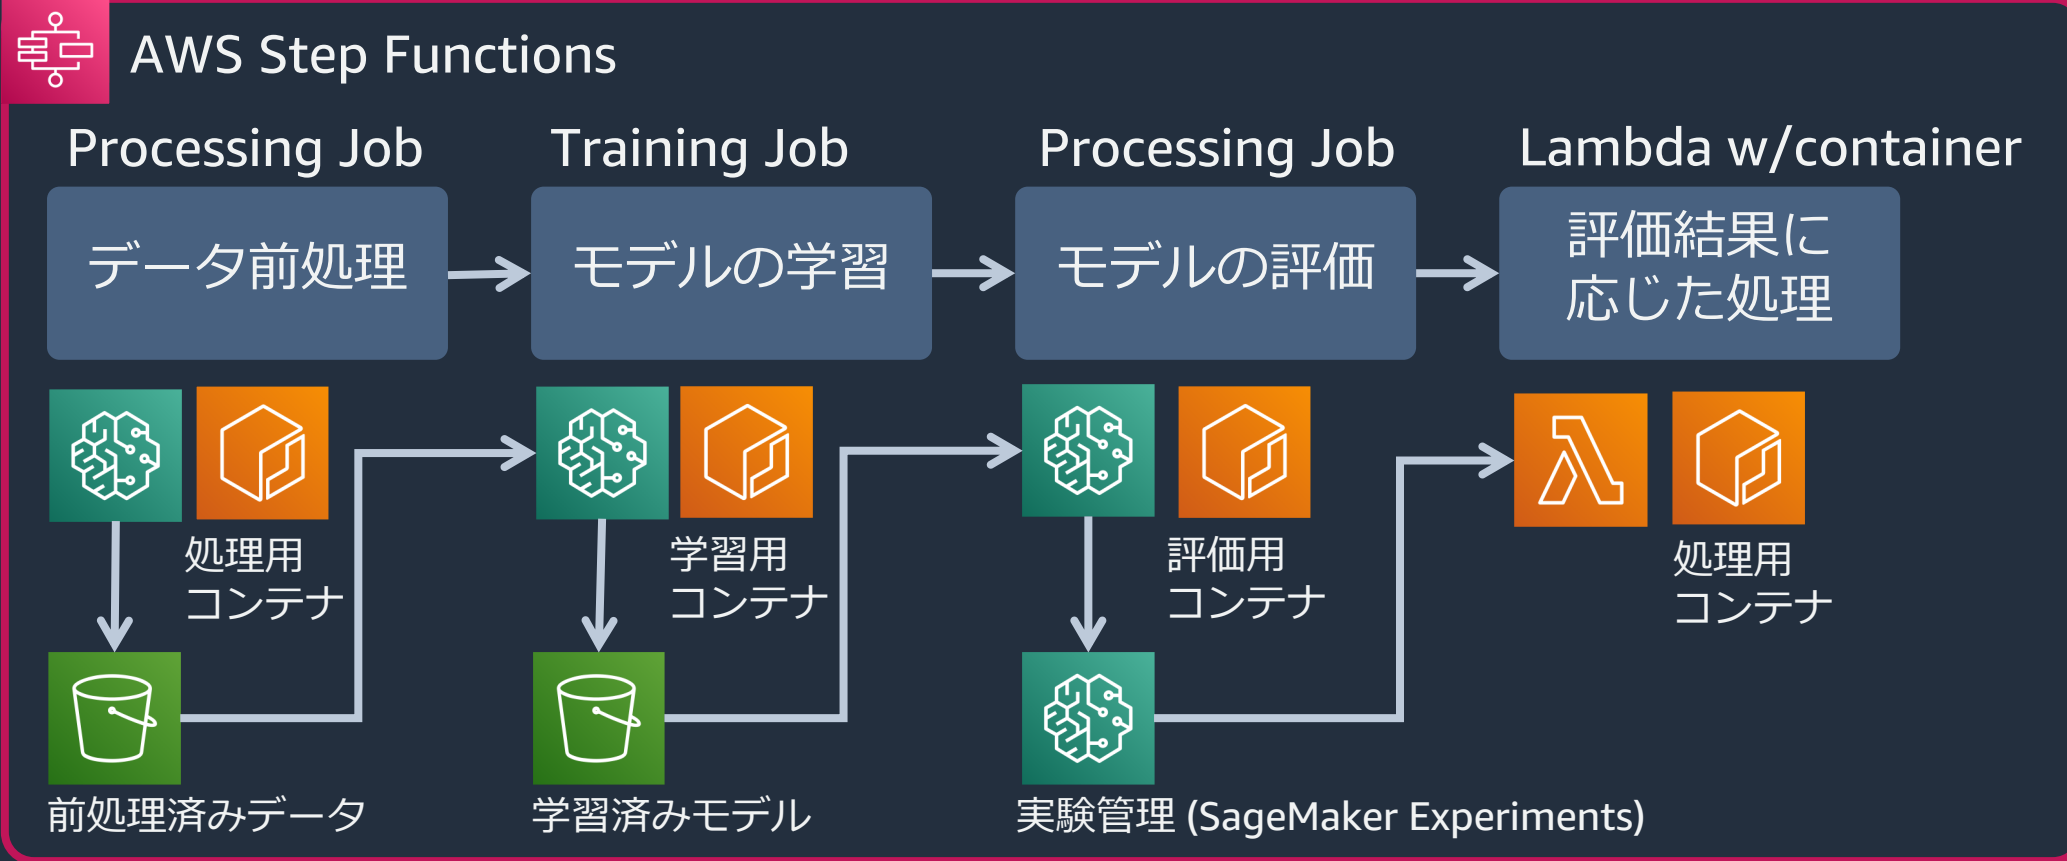 AWS Step Functions
Processing Job
Training Job
Processing Job
Lambda w/container
データ前処理
モデルの学習
モデルの評価
評価結果に
応じた処理
処理用
コンテナ
学習用
コンテナ
評価用
コンテナ
処理用
コンテナ
前処理済みデータ
学習済みモデル
実験管理 (SageMaker Experiments)